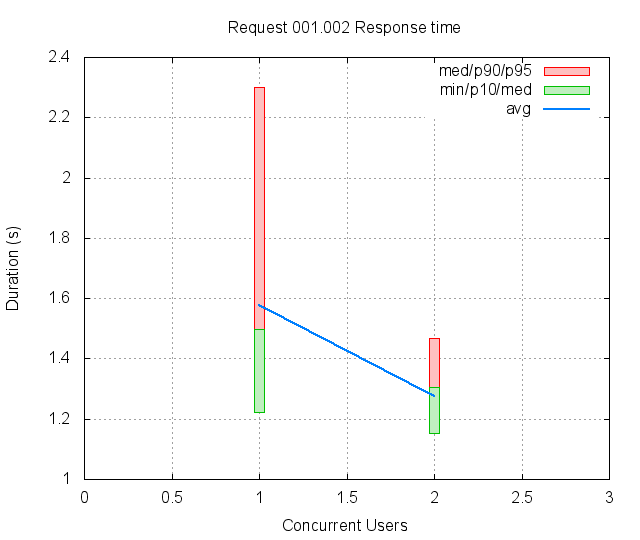 Request 001.002 Response time
med/p90/p95
min/p10/med
avg
2.4
2.2
2
1.8
1.6
1.4
1.2
1
Duration (s)
0 0.5 1 1.5 2 2.5 3
Concurrent Users